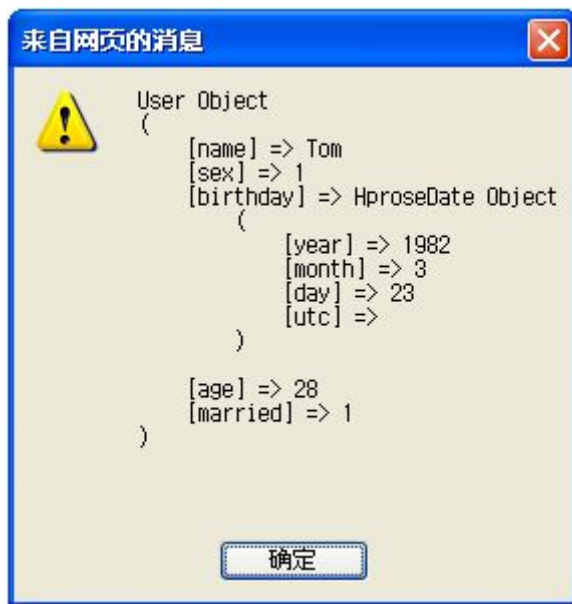 来自网页的消息
User Object
(
[name] => Tom
[sex] => 1
[birthday] => HproseDate Object
(
[year] => 1982
[month] => 3
[day] => 23
[utc] =>
)
[age] => 28
[married] => 1
)
确定